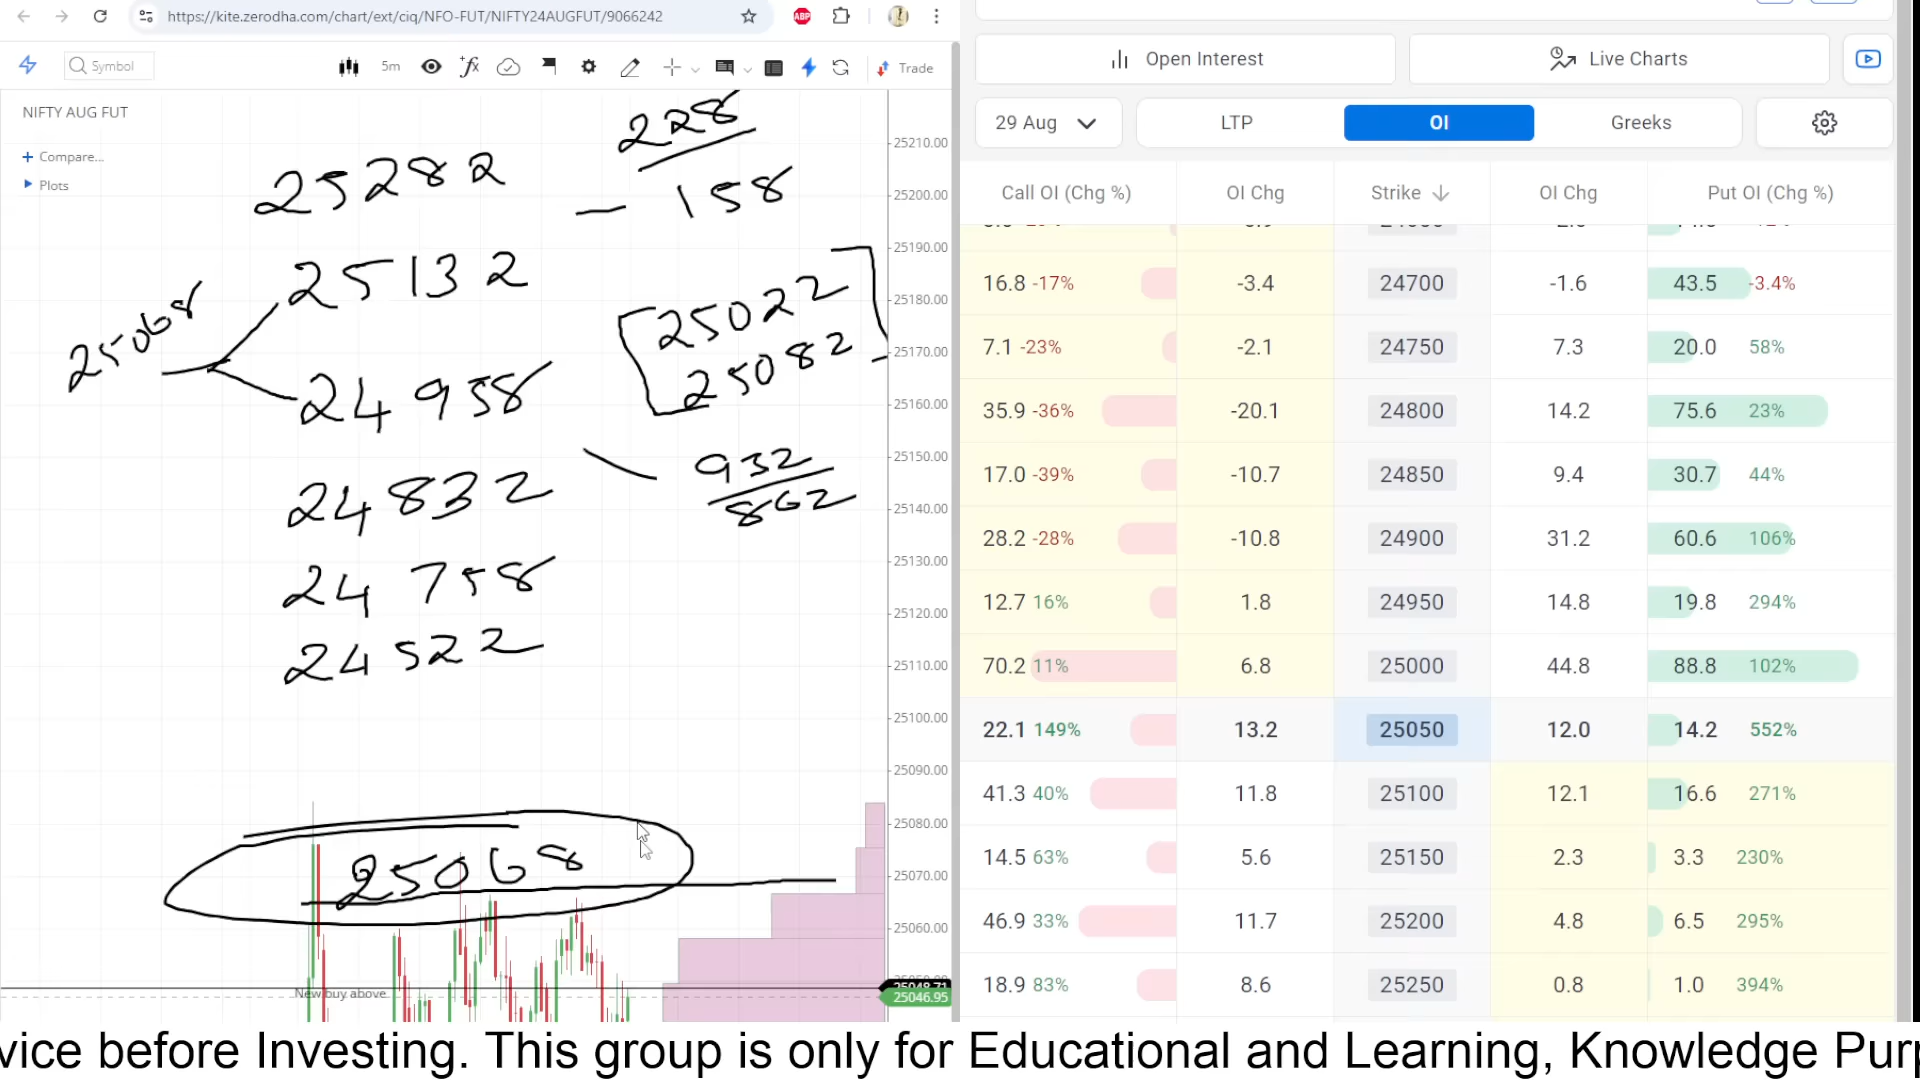 https://kite.zerodha.com/chart/ext/ciq/NFO-FUT/NIFTY24AUGFUT/9066242
ABP
Symbol
5m
Trade
NIFTY AUG FUT
+ Compare...
Plots
25282
228
— 158
25132
25022
25082
25068
24 958
932
862
24 832
24 758
24 522
25068
New buy above
25210.00
25200.00
25190.00
25180.00
25170.00
25160.00
25150.00
25140.00
25130.00
25120.00
25110.00
25100.00
25090.00
25080.00
25070.00
25060.00
25046.95
Open Interest
Live Charts
29 Aug
LTP
OI
Greeks
Call OI (Chg %) OI Chg Strike ↓ OI Chg Put OI (Chg %)
16.8 -17% -3.4 24700 -1.6 43.5 -3.4%
7.1 -23% -2.1 24750 7.3 20.0 58%
35.9 -36% -20.1 24800 14.2 75.6 23%
17.0 -39% -10.7 24850 9.4 30.7 44%
28.2 -28% -10.8 24900 31.2 60.6 106%
12.7 16% 1.8 24950 14.8 19.8 294%
70.2 11% 6.8 25000 44.8 88.8 102%
22.1 149% 13.2 25050 12.0 14.2 552%
41.3 40% 11.8 25100 12.1 16.6 271%
14.5 63% 5.6 25150 2.3 3.3 230%
46.9 33% 11.7 25200 4.8 6.5 295%
18.9 83% 8.6 25250 0.8 1.0 394%
before Investing. This group is only for Educational and Learning, Knowledge